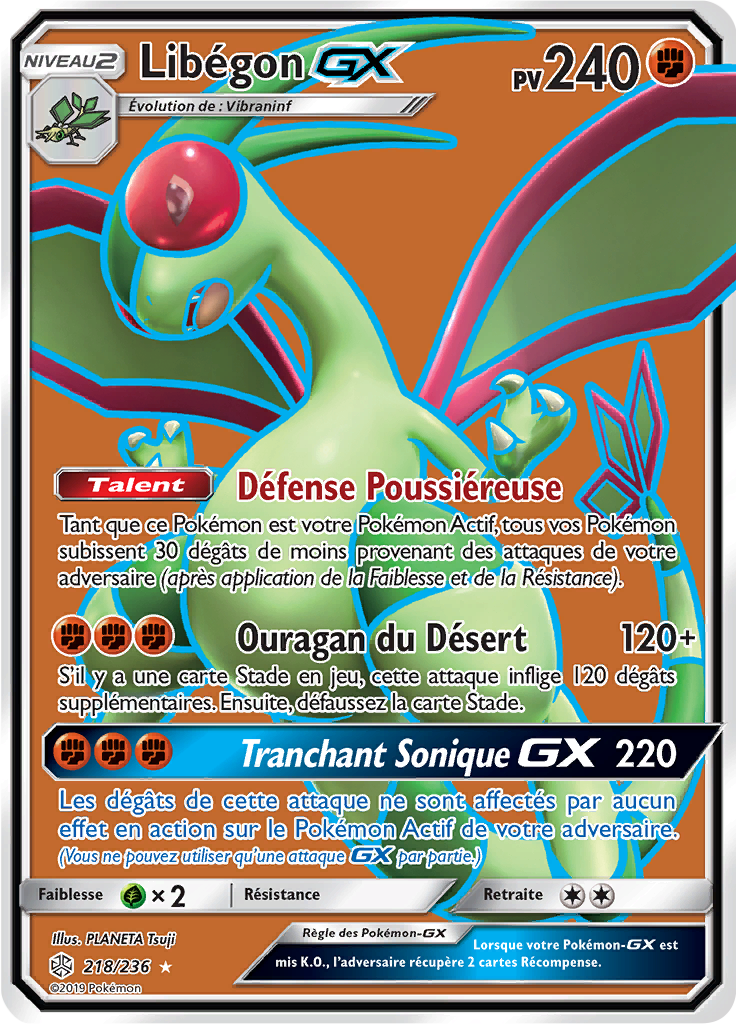 NIVEAU2 Libégon GX PV240
Évolution de : Vibraninf
Talent Défense Poussiéreuse
Tant que ce Pokémon est votre Pokémon Actif, tous vos Pokémon
subissent 30 dégâts de moins provenant des attaques de votre
adversaire (après application de la Faiblesse et de la Résistance).
Ouragan du Désert 120+
S'il y a une carte Stade en jeu, cette attaque inflige 120 dégâts
supplémentaires. Ensuite, défaussez la carte Stade.
Tranchant Sonique GX 220
Les dégâts de cette attaque ne sont affectés par aucun
effet en action sur le Pokémon Actif de votre adversaire.
(Vous ne pouvez utiliser qu'une attaque GX par partie.)
Faiblesse ×2 Résistance Retraite
Illus. PLANETA Tsuji
Règle des Pokémon-GX
Lorsque votre Pokémon-GX est
mis K.O., l'adversaire récupère 2 cartes Récompense.
218/236 ★
©2019 Pokémon